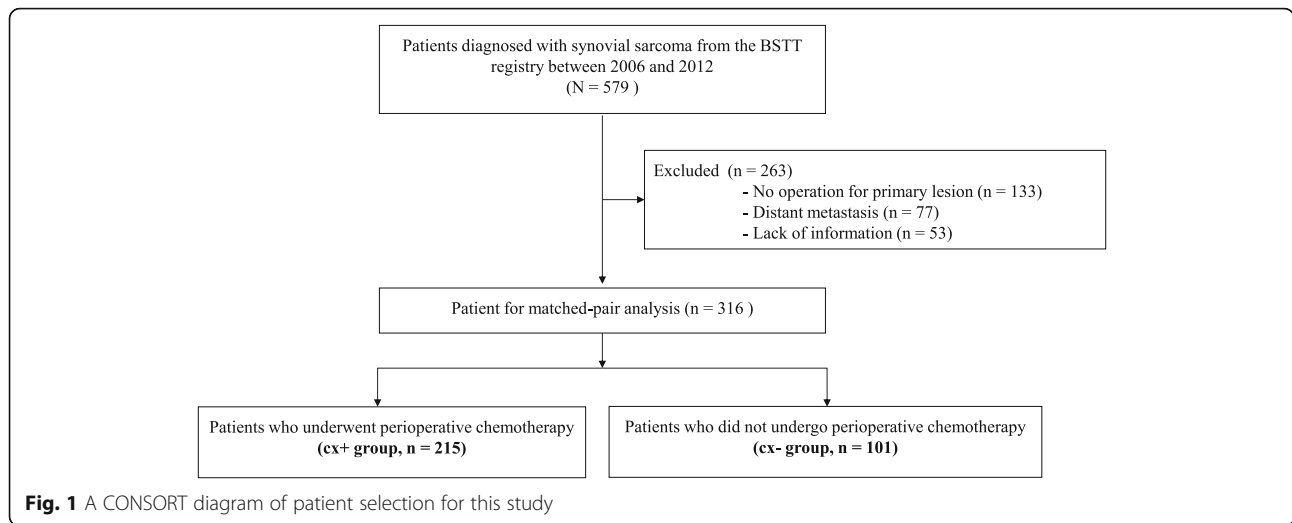 Patients diagnosed with synovial sarcoma from the BSTT
registry between 2006 and 2012
(N = 579 )
Excluded (n = 263)
- No operation for primary lesion (n = 133)
- Distant metastasis (n = 77)
- Lack of information (n = 53)
Patient for matched-pair analysis (n = 316 )
Patients who underwent perioperative chemotherapy
(cx+ group, n = 215)
Patients who did not undergo perioperative chemotherapy
(cx- group, n = 101)
Fig. 1 A CONSORT diagram of patient selection for this study